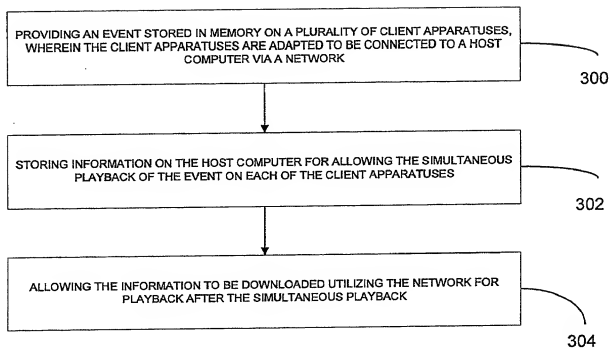 PROVIDING AN EVENT STORED IN MEMORY ON A PLURALITY OF CLIENT APPARATUSES,
WHEREIN THE CLIENT APPARATUSES ARE ADAPTED TO BE CONNECTED TO A HOST
COMPUTER VIA A NETWORK
300
STORING INFORMATION ON THE HOST COMPUTER FOR ALLOWING THE SIMULTANEOUS
PLAYBACK OF THE EVENT ON EACH OF THE CLIENT APPARATUSES
302
ALLOWING THE INFORMATION TO BE DOWNLOADED UTILIZING THE NETWORK FOR
PLAYBACK AFTER THE SIMULTANEOUS PLAYBACK
304